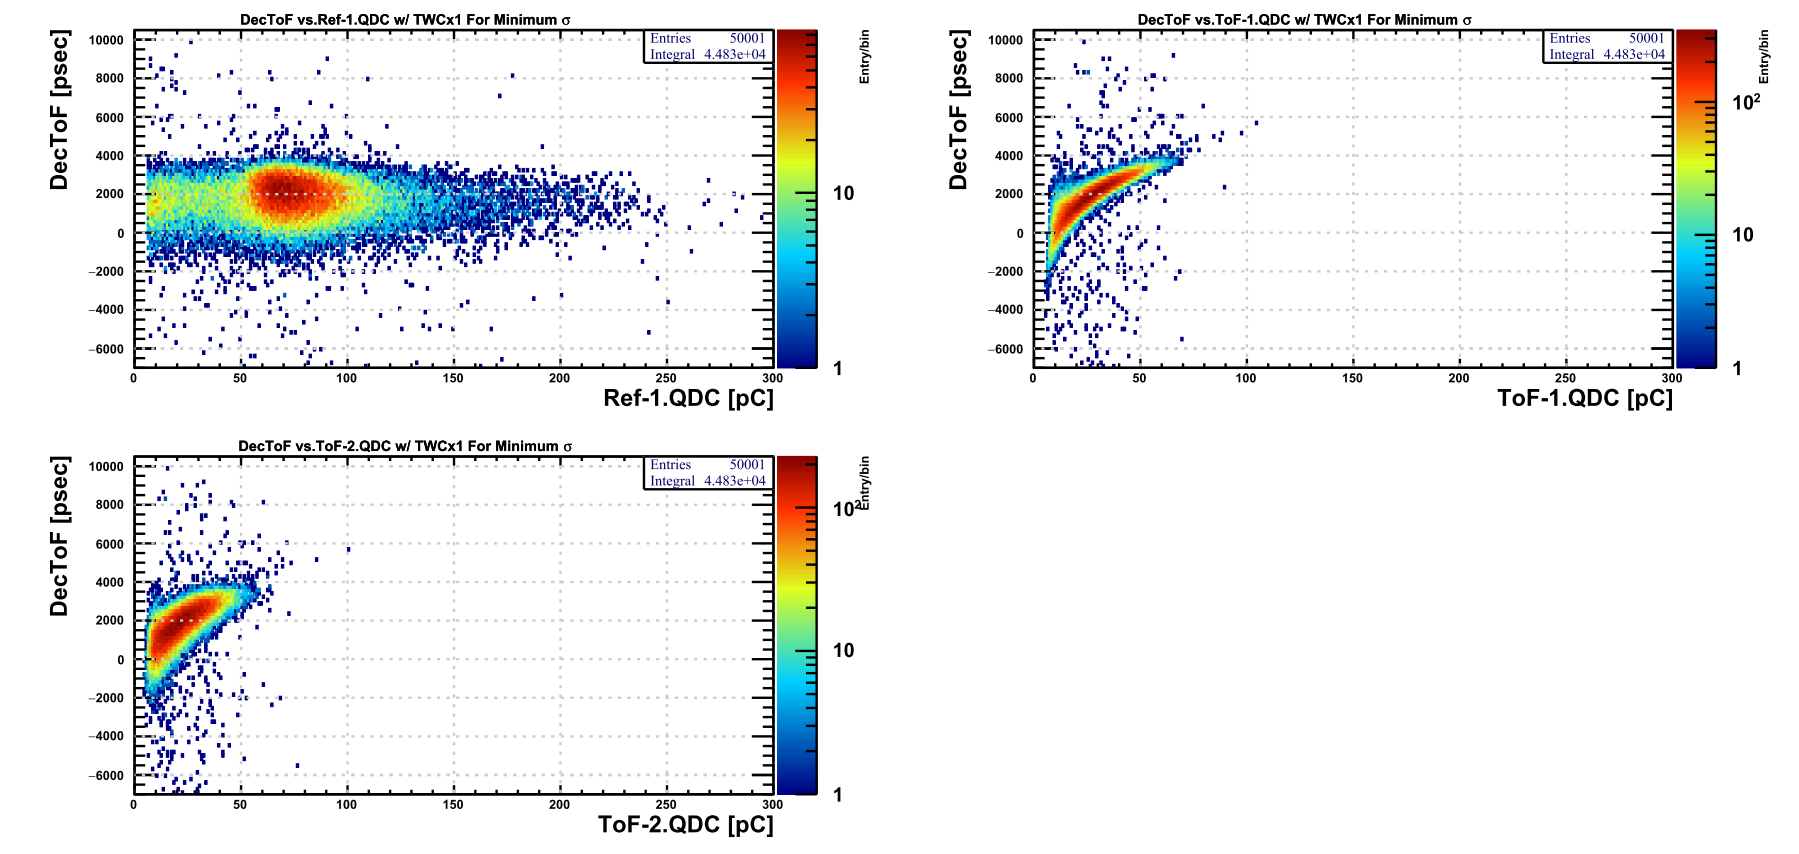 DecToF vs.Ref-1.QDC w/ TWCx1 For Minimum σ
DecToF [psec]
10000
8000
6000
4000
2000
0
−2000
−4000
−6000
Entries 50001
Integral 4.483e+04
Entry/bin
10
1
0 50 100 150 200 250 300
Ref-1.QDC [pC]
DecToF vs.ToF-1.QDC w/ TWCx1 For Minimum σ
DecToF [psec]
10000
8000
6000
4000
2000
0
−2000
−4000
−6000
Entries 50001
Integral 4.483e+04
Entry/bin
10²
10
1
0 50 100 150 200 250 300
ToF-1.QDC [pC]
DecToF vs.ToF-2.QDC w/ TWCx1 For Minimum σ
DecToF [psec]
10000
8000
6000
4000
2000
0
−2000
−4000
−6000
Entries 50001
Integral 4.483e+04
Entry/bin
10²
10
1
0 50 100 150 200 250 300
ToF-2.QDC [pC]